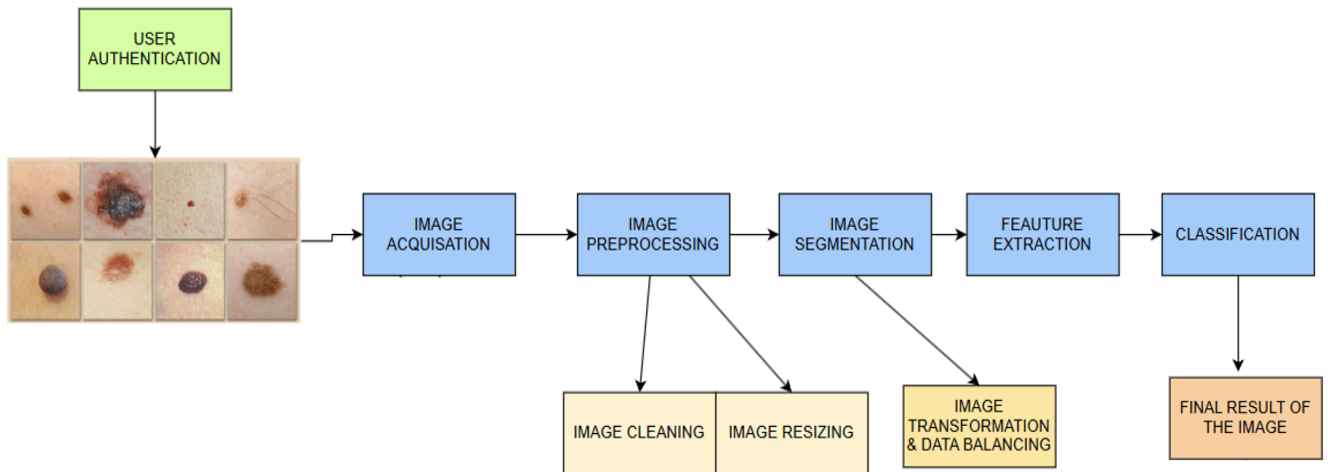 USER
AUTHENTICATION
IMAGE
ACQUISATION
IMAGE
PREPROCESSING
IMAGE
SEGMENTATION
FEAUTURE
EXTRACTION
CLASSIFICATION
IMAGE CLEANING
IMAGE RESIZING
IMAGE
TRANSFORMATION
& DATA BALANCING
FINAL RESULT OF
THE IMAGE